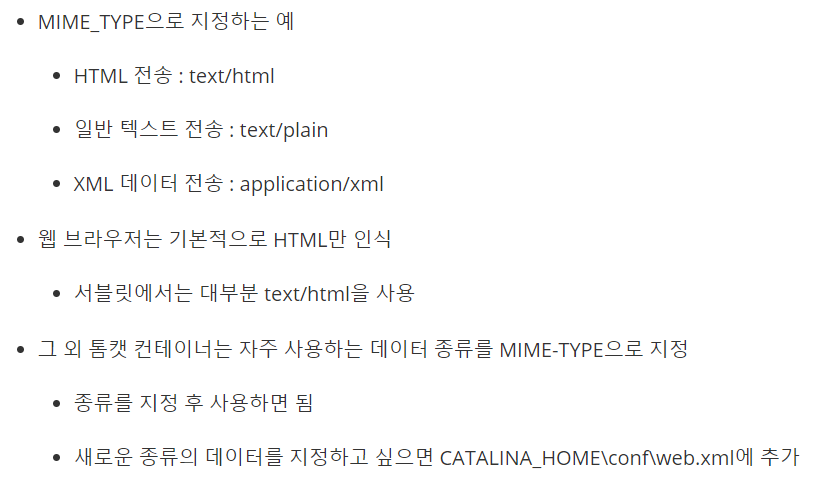 MIME_TYPE으로 지정하는 예
HTML 전송 : text/html
일반 텍스트 전송 : text/plain
XML 데이터 전송 : application/xml
웹 브라우저는 기본적으로 HTML만 인식
서블릿에서는 대부분 text/html을 사용
그 외 톰캣 컨테이너는 자주 사용하는 데이터 종류를 MIME-TYPE으로 지정
종류를 지정 후 사용하면 됨
새로운 종류의 데이터를 지정하고 싶으면 CATALINA_HOME\conf\web.xml에 추가